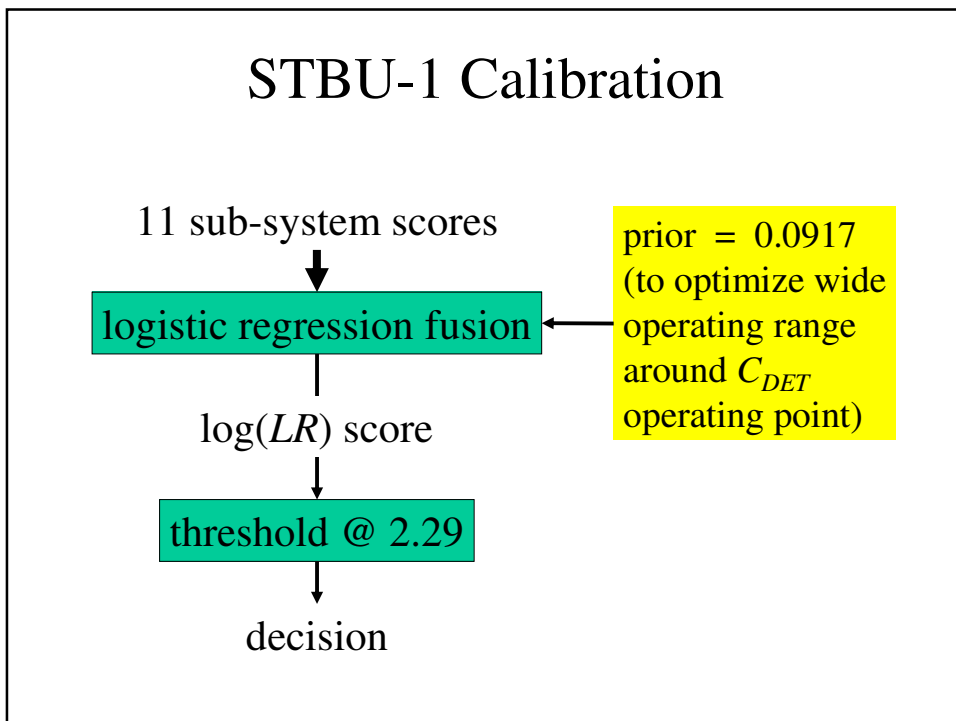 STBU-1 Calibration
11 sub-system scores
logistic regression fusion
prior = 0.0917
(to optimize wide
operating range
around C_DET
operating point)
log(LR) score
threshold @ 2.29
decision